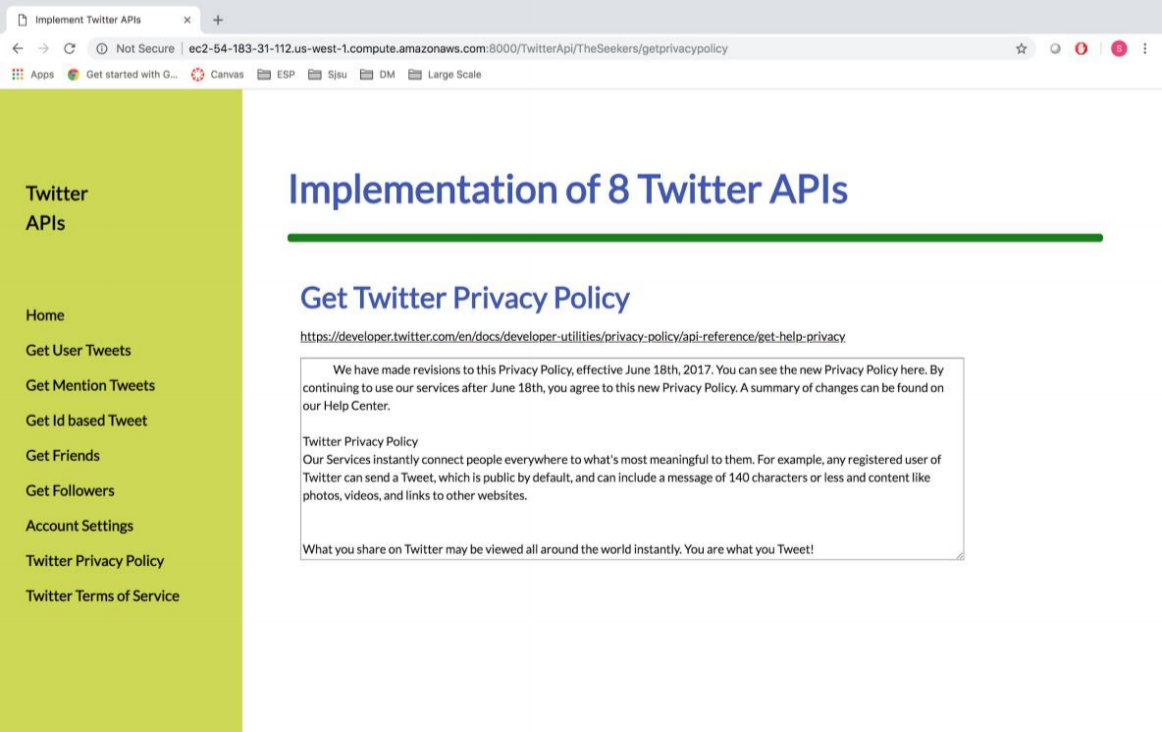 Implement Twitter APIs
Not Secure | ec2-54-183-31-112.us-west-1.compute.amazonaws.com:8000/TwitterApi/TheSeekers/getprivacypolicy
S
Apps Get started with G... Canvas ESP Sjsu DM Large Scale
Twitter
APIs
Home
Get User Tweets
Get Mention Tweets
Get Id based Tweet
Get Friends
Get Followers
Account Settings
Twitter Privacy Policy
Twitter Terms of Service
Implementation of 8 Twitter APIs
Get Twitter Privacy Policy
https://developer.twitter.com/en/docs/developer-utilities/privacy-policy/api-reference/get-help-privacy
We have made revisions to this Privacy Policy, effective June 18th, 2017. You can see the new Privacy Policy here. By
continuing to use our services after June 18th, you agree to this new Privacy Policy. A summary of changes can be found on
our Help Center.
Twitter Privacy Policy
Our Services instantly connect people everywhere to what's most meaningful to them. For example, any registered user of
Twitter can send a Tweet, which is public by default, and can include a message of 140 characters or less and content like
photos, videos, and links to other websites.
What you share on Twitter may be viewed all around the world instantly. You are what you Tweet!